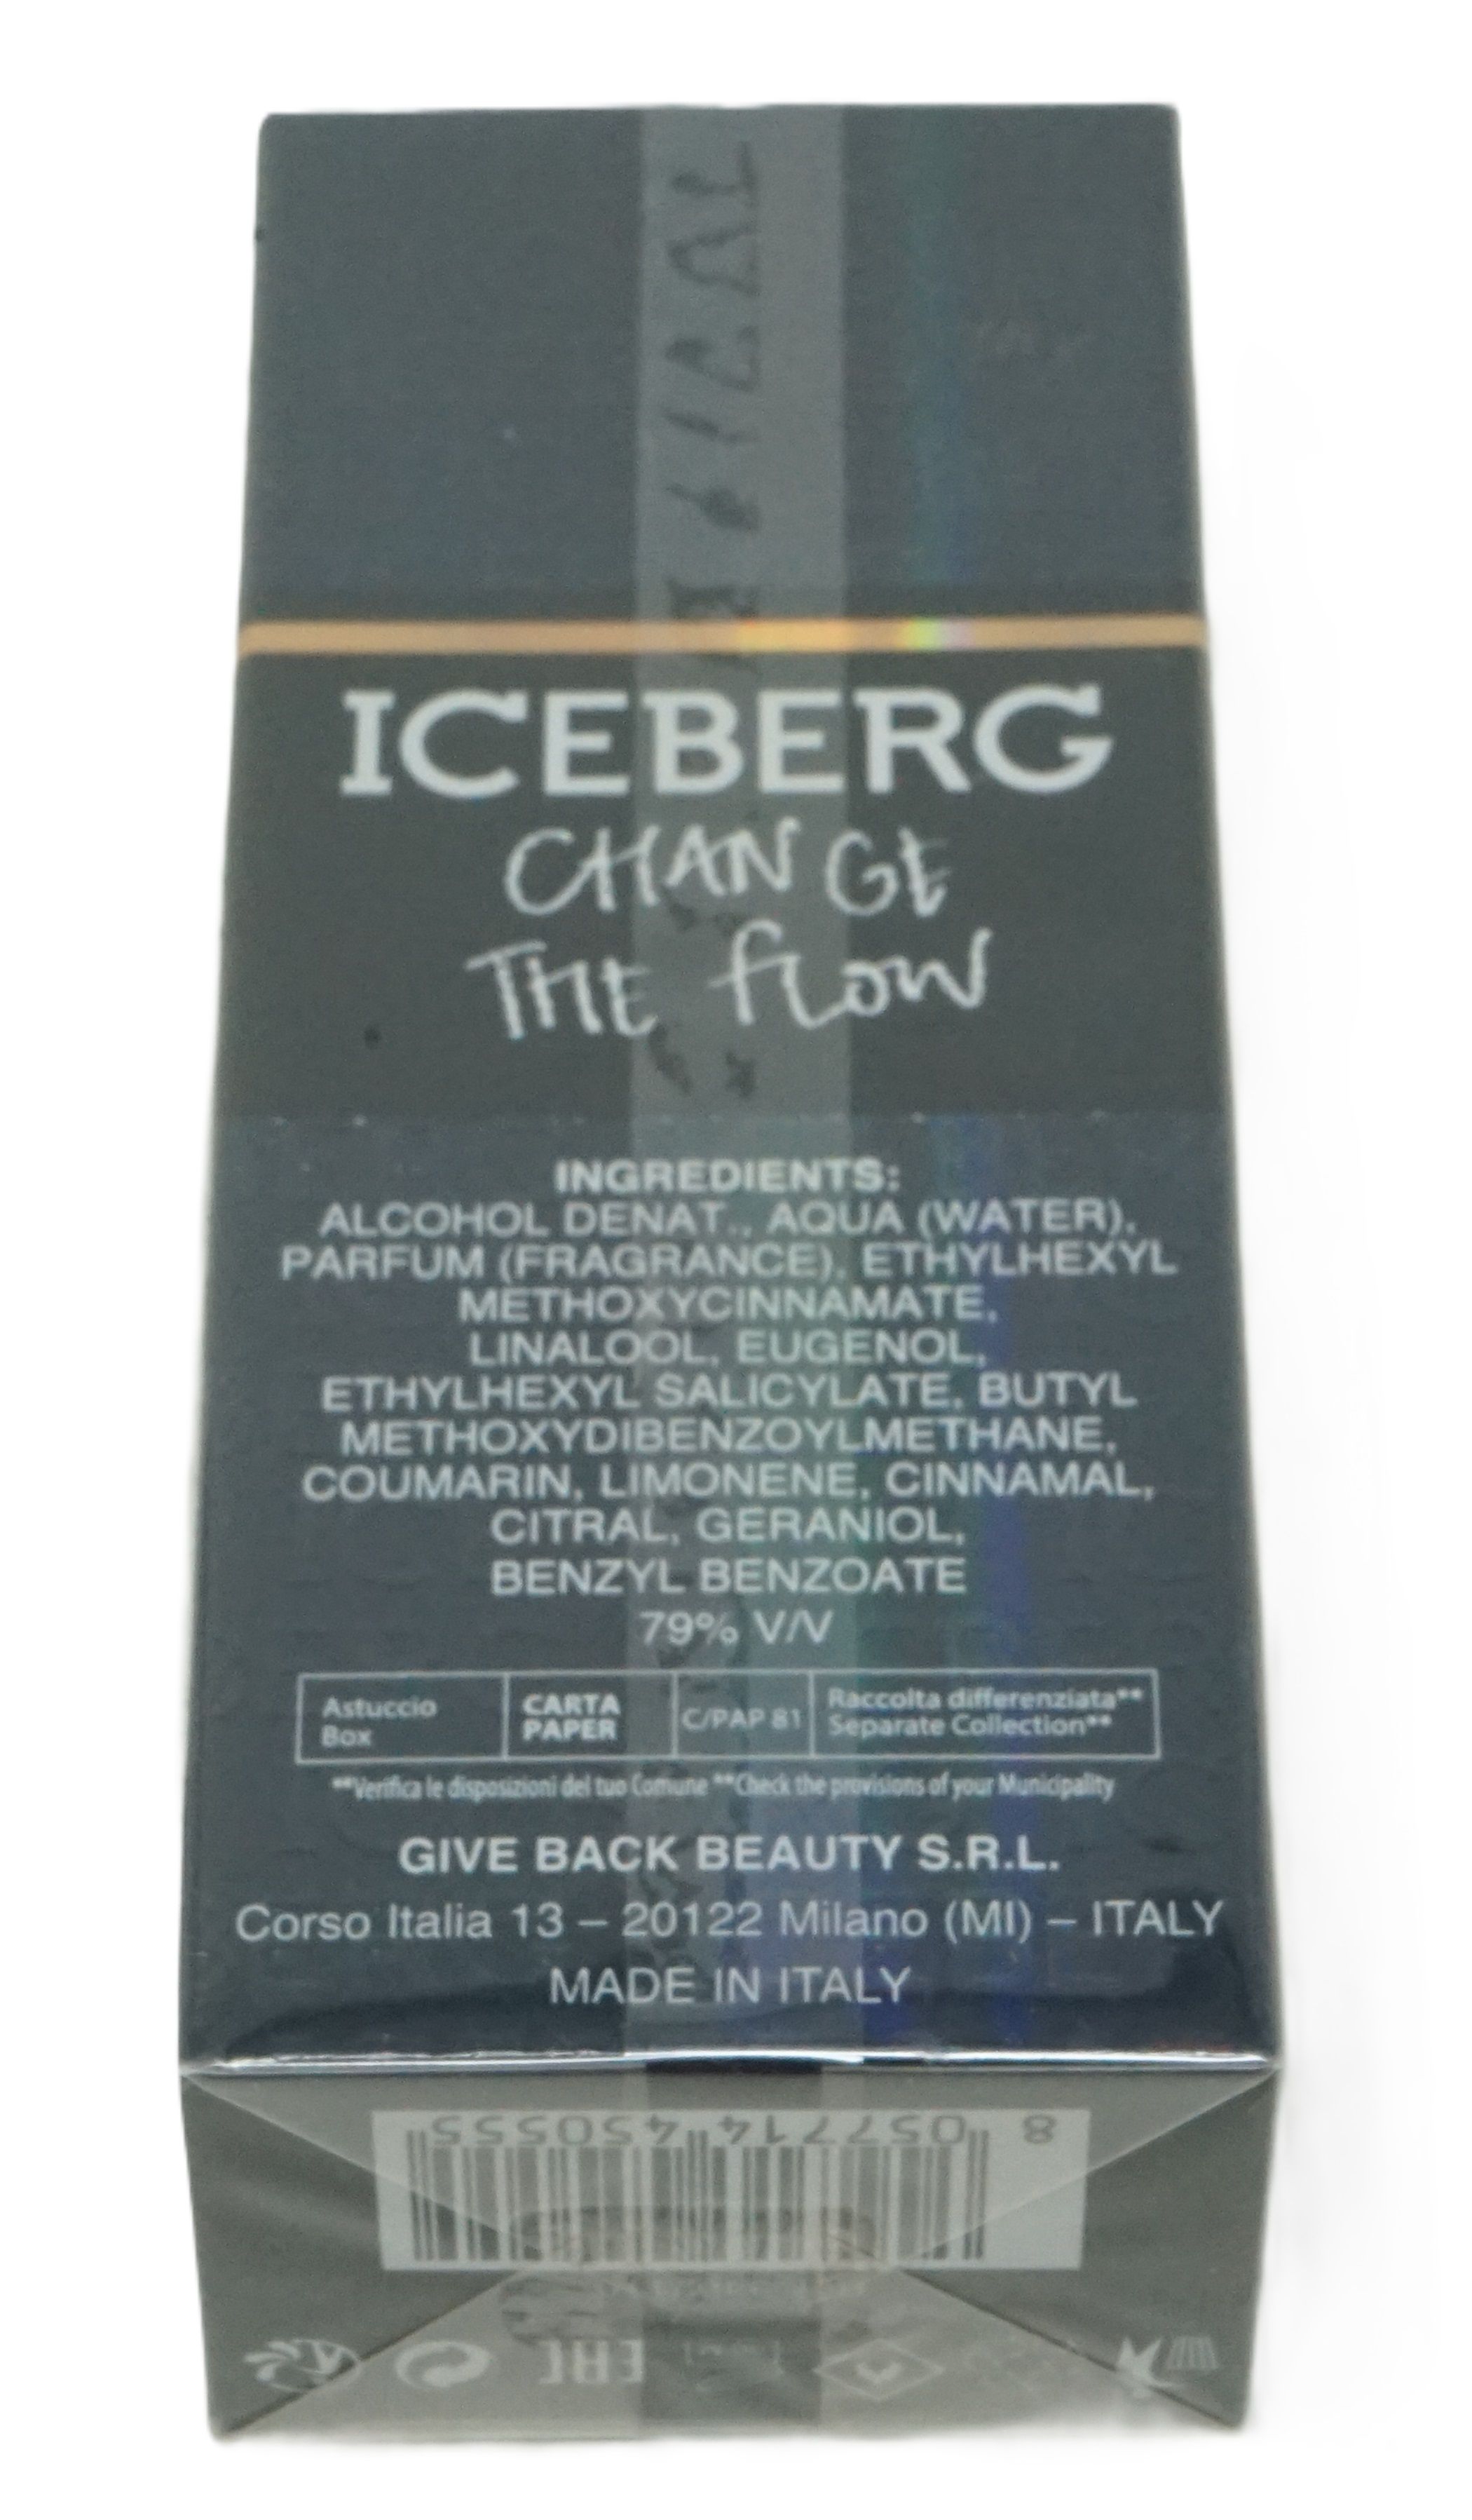 ICEBERG
CHANGE
THE flow
INGREDIENTS:
ALCOHOL DENAT., AQUA (WATER),
PARFUM (FRAGRANCE), ETHYLHEXYL
METHOXYCINNAMATE,
LINALOOL, EUGENOL,
ETHYLHEXYL SALICYLATE, BUTYL
METHOXYDIBENZOYLMETHANE,
COUMARIN, LIMONENE, CINNAMAL,
CITRAL, GERANIOL,
BENZYL BENZOATE
79% V/V
Astuccio
Box
CARTA
PAPER
C/PAP 81
Raccolta differenziata**
Separate Collection**
**Verifica le disposizioni del tuo Comune **Check the provisions of your Municipality
GIVE BACK BEAUTY S.R.L.
Corso Italia 13 – 20122 Milano (MI) – ITALY
MADE IN ITALY
8 057714 450555
EAC